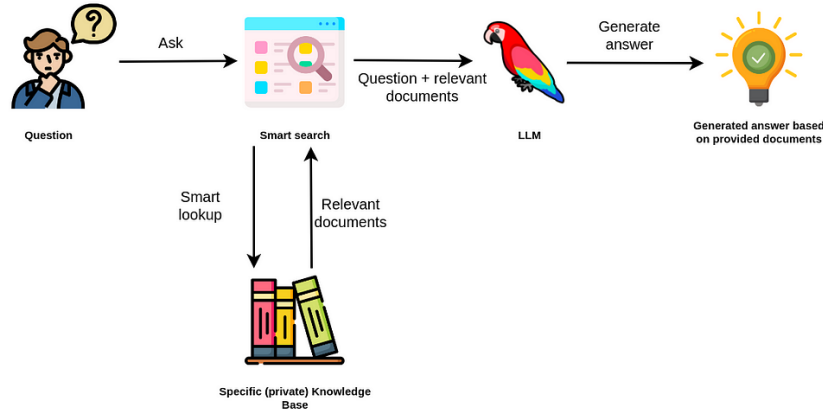 ?
Ask
Question + relevant
documents
Generate
answer
Question
Smart search
LLM
Generated answer based
on provided documents
Smart
lookup
Relevant
documents
Specific (private) Knowledge
Base